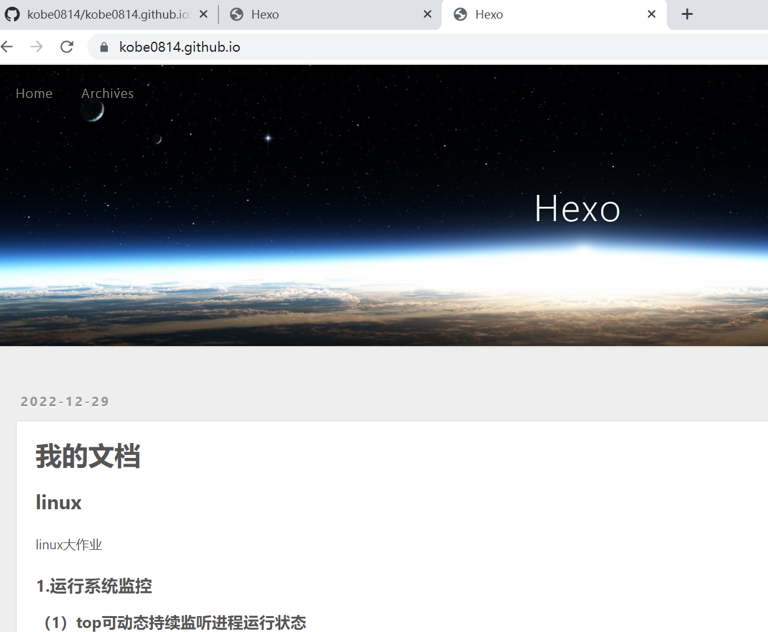 kobe0814/kobe0814.github.io: Hexo Hexo
kobe0814.github.io
Home Archives
Hexo
2022-12-29
我的文档
linux
linux大作业
1.运行系统监控
（1）top可动态持续监听进程运行状态